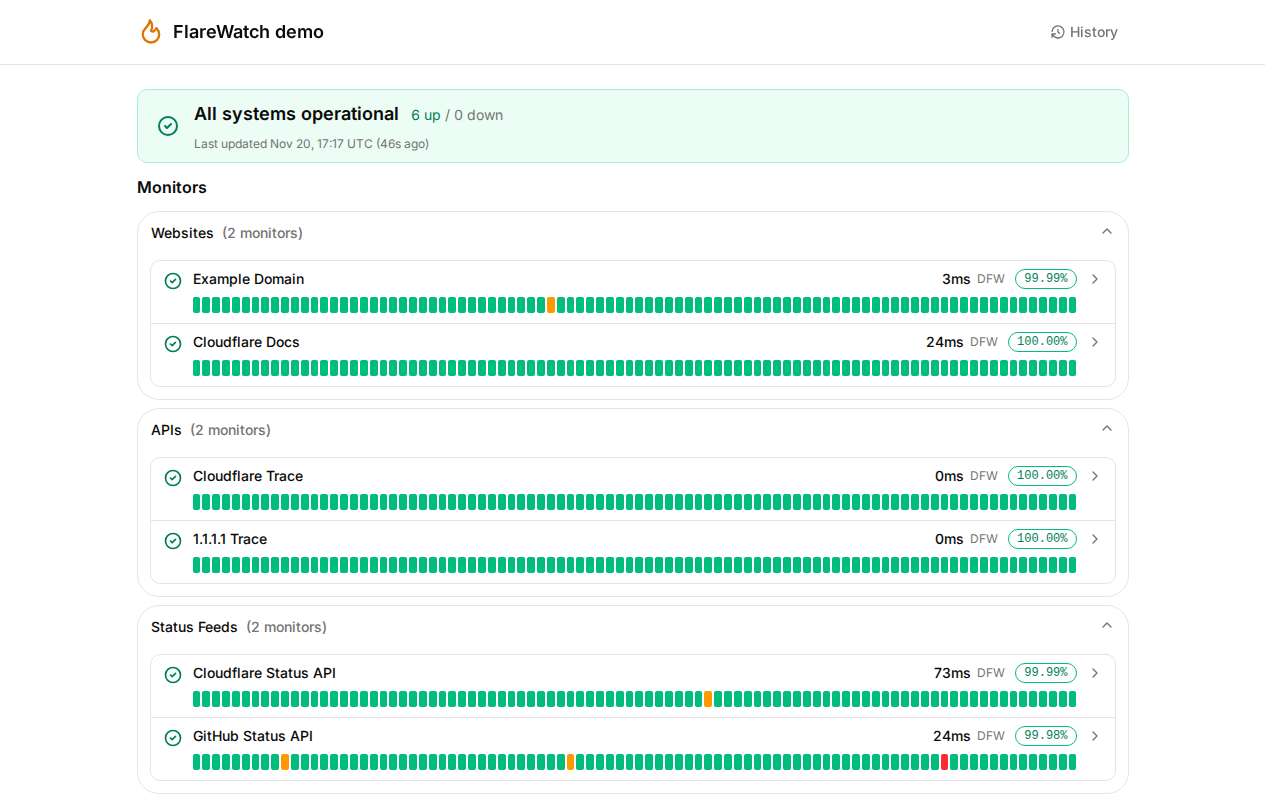 FlareWatch demo
History
All systems operational 6 up / 0 down
Last updated Nov 20, 17:17 UTC (46s ago)
Monitors
Websites (2 monitors)
Example Domain 3ms DFW 99.99%
Cloudflare Docs 24ms DFW 100.00%
APIs (2 monitors)
Cloudflare Trace 0ms DFW 100.00%
1.1.1.1 Trace 0ms DFW 100.00%
Status Feeds (2 monitors)
Cloudflare Status API 73ms DFW 99.99%
GitHub Status API 24ms DFW 99.98%